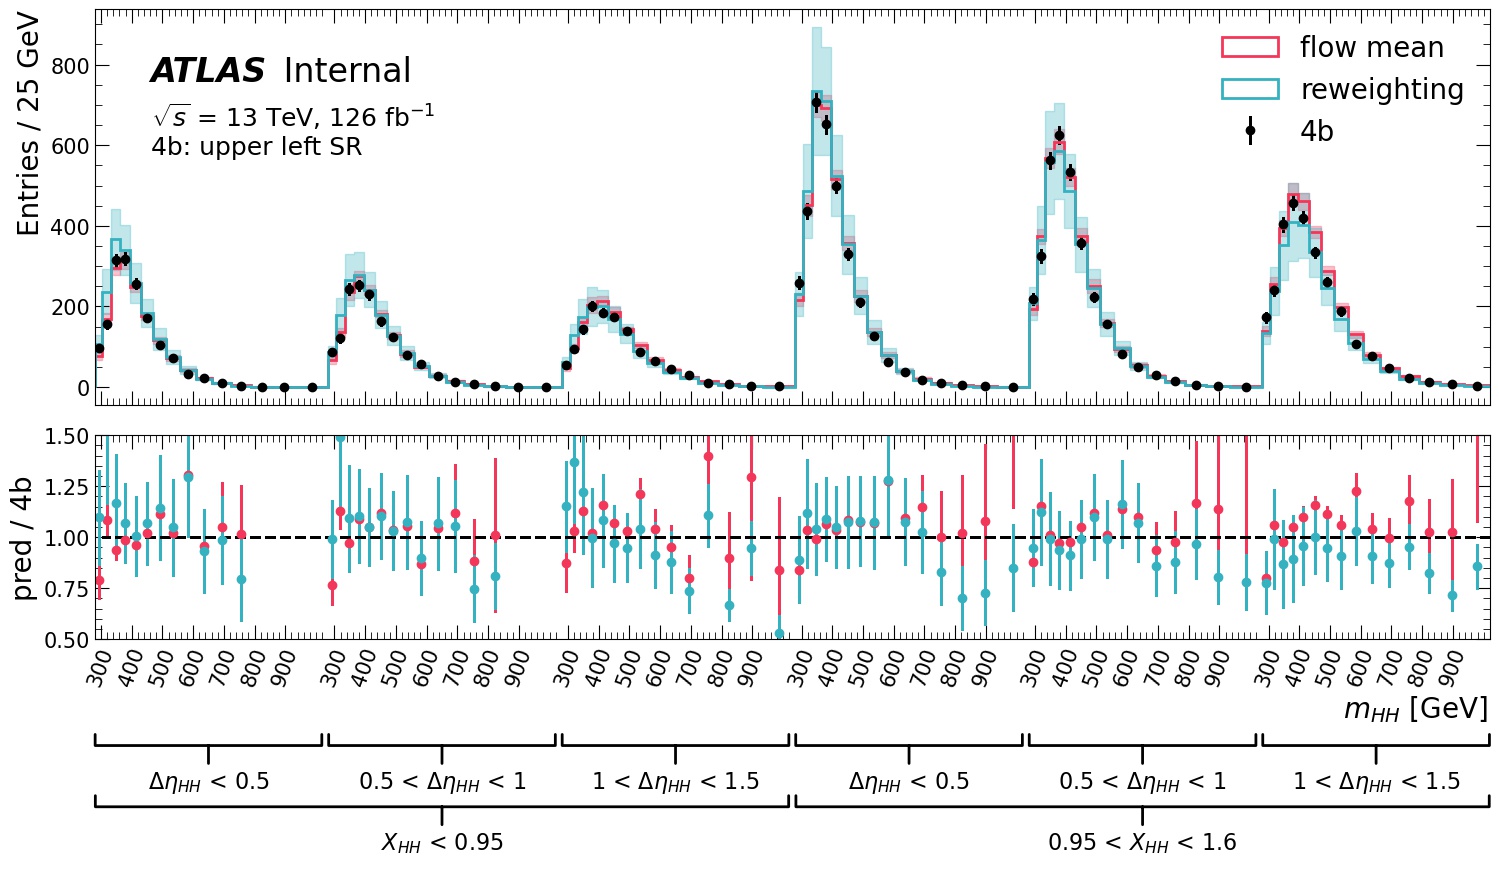 Entries / 25 GeV
800
600
400
200
0
ATLAS Internal
√s = 13 TeV, 126 fb⁻¹
4b: upper left SR
flow mean
reweighting
4b
pred / 4b
1.50
1.25
1.00
0.75
0.50
300 400 500 600 700 800 900 300 400 500 600 700 800 900 300 400 500 600 700 800 900 300 400 500 600 700 800 900 300 400 500 600 700 800 900 300 400 500 600 700 800 900
m_HH [GeV]
Δη_HH < 0.5 0.5 < Δη_HH < 1 1 < Δη_HH < 1.5 Δη_HH < 0.5 0.5 < Δη_HH < 1 1 < Δη_HH < 1.5
X_HH < 0.95 0.95 < X_HH < 1.6